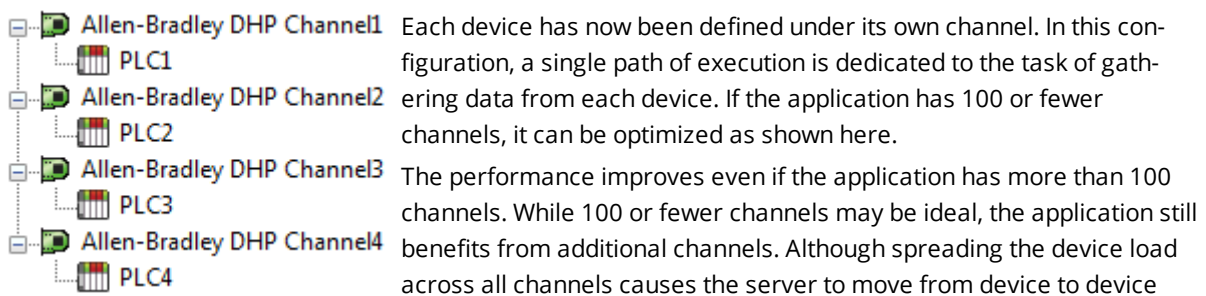 Allen-Bradley DHP Channel1
PLC1
Allen-Bradley DHP Channel2
PLC2
Allen-Bradley DHP Channel3
PLC3
Allen-Bradley DHP Channel4
PLC4
Each device has now been defined under its own channel. In this con-
figuration, a single path of execution is dedicated to the task of gath-
ering data from each device. If the application has 100 or fewer
channels, it can be optimized as shown here.
The performance improves even if the application has more than 100
channels. While 100 or fewer channels may be ideal, the application still
benefits from additional channels. Although spreading the device load
across all channels causes the server to move from device to device